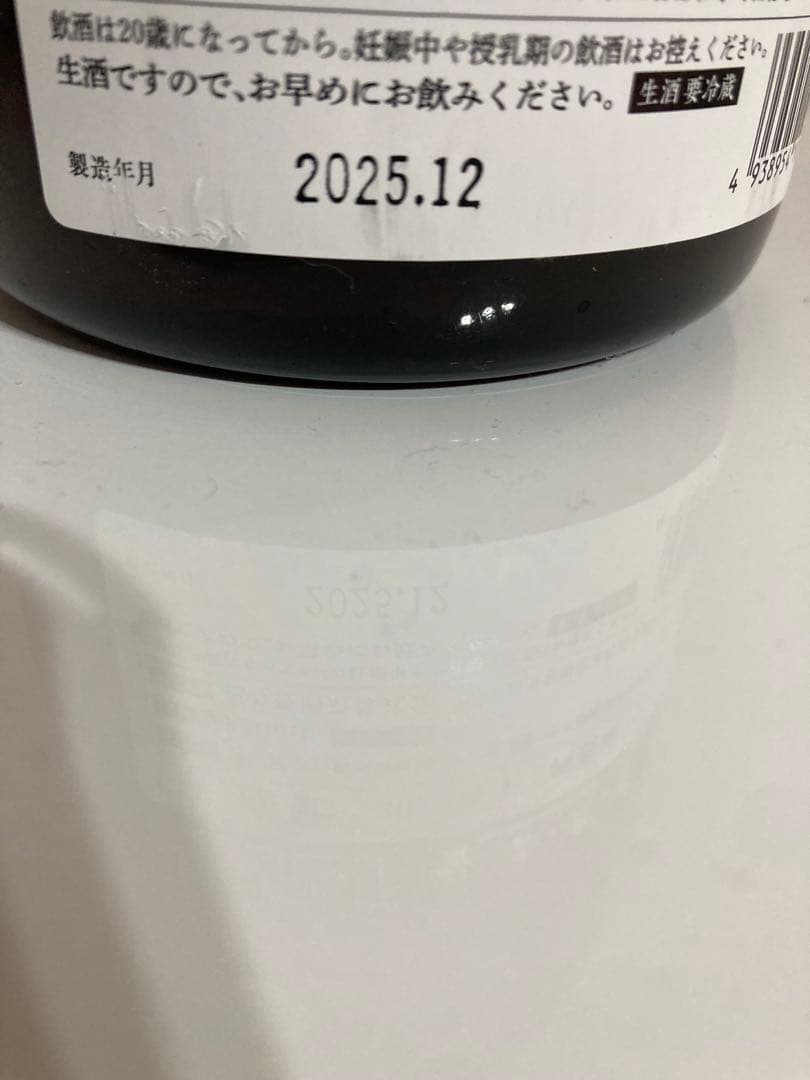 飲酒は20歳になってから。妊娠中や授乳期の飲酒はお控えください。
生酒ですので、お早めにお飲みください。 生酒 要冷蔵
製造年月 2025.12
4 938954